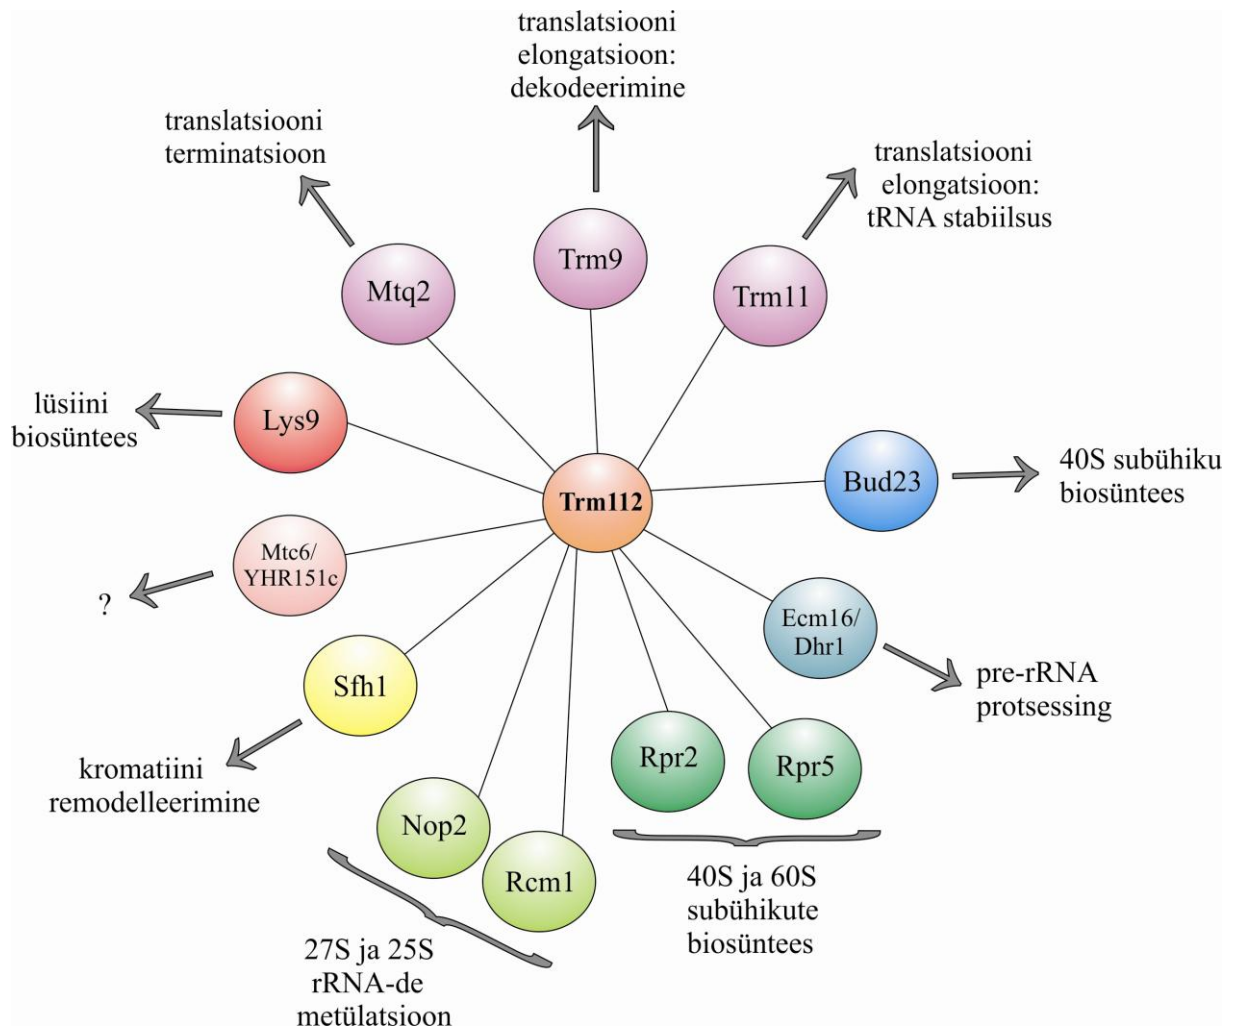 translatsiooni
elongatsioon:
dekodeerimine
translatsiooni
terminatsioon
translatsiooni
elongatsioon:
tRNA stabiilsus
Trm9
Mtq2
Trm11
lüsiini
biosüntees
Lys9
Trm112
Bud23
40S subühiku
biosüntees
Mtc6/
YHR151c
?
Ecm16/
Dhr1
pre-rRNA
protsessing
Sfh1
kromatiini
remodelleerimine
Rpr2
Rpr5
Nop2
Rcm1
40S ja 60S
subühikute
biosüntees
27S ja 25S
rRNA-de
metülatsioon